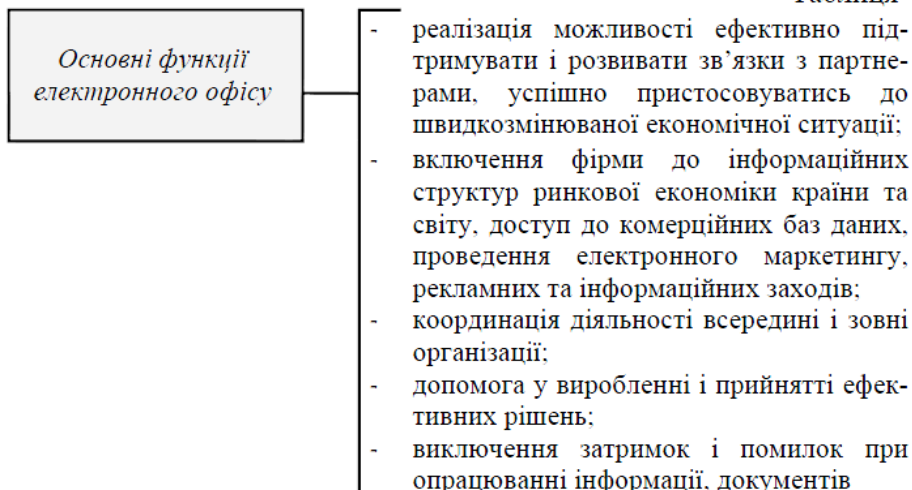 Таблиця
Основні функції
електронного офісу
- реалізація можливості ефективно під-
тримувати і розвивати зв’язки з партне-
рами, успішно пристосовуватись до
швидкозмінюваної економічної ситуації;
- включення фірми до інформаційних
структур ринкової економіки країни та
світу, доступ до комерційних баз даних,
проведення електронного маркетингу,
рекламних та інформаційних заходів;
- координація діяльності всередині і зовні
організації;
- допомога у виробленні і прийнятті ефек-
тивних рішень;
- виключення затримок і помилок при
опрацюванні інформації, документів